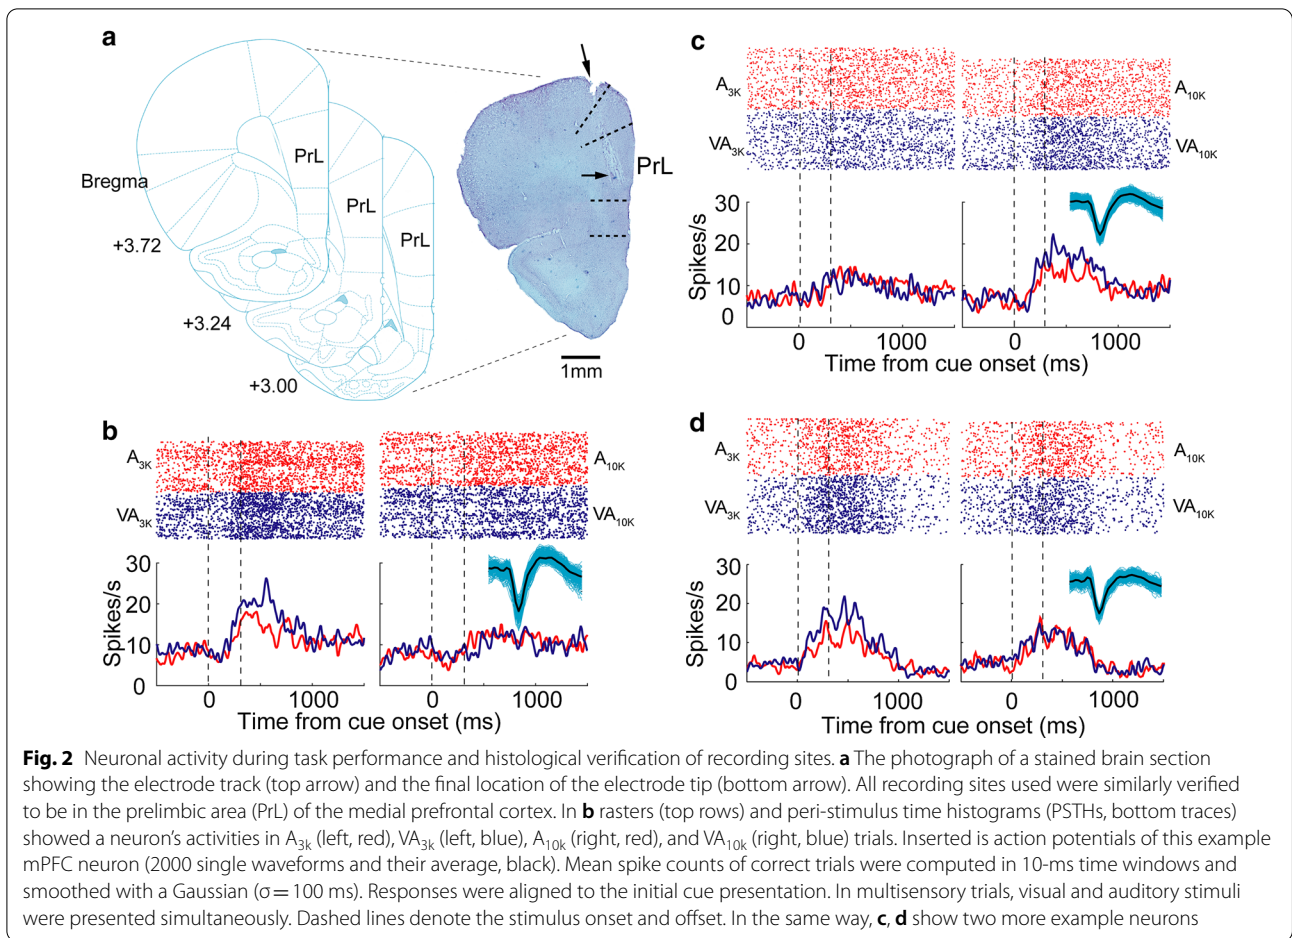 a
Bregma
+3.72
+3.24
+3.00
PrL
PrL
PrL
PrL
1mm
b
A3K
VA3K
A10K
VA10K
Spikes/s
30
20
10
0
0 1000 0 1000
Time from cue onset (ms)
c
A3K
VA3K
A10K
VA10K
Spikes/s
30
20
10
0
0 1000 0 1000
Time from cue onset (ms)
d
A3K
VA3K
A10K
VA10K
Spikes/s
30
20
10
0
0 1000 0 1000
Time from cue onset (ms)
Fig. 2 Neuronal activity during task performance and histological verification of recording sites. a The photograph of a stained brain section
showing the electrode track (top arrow) and the final location of the electrode tip (bottom arrow). All recording sites used were similarly verified
to be in the prelimbic area (PrL) of the medial prefrontal cortex. In b rasters (top rows) and peri-stimulus time histograms (PSTHs, bottom traces)
showed a neuron's activities in A3k (left, red), VA3k (left, blue), A10k (right, red), and VA10k (right, blue) trials. Inserted is action potentials of this example
mPFC neuron (2000 single waveforms and their average, black). Mean spike counts of correct trials were computed in 10-ms time windows and
smoothed with a Gaussian (σ = 100 ms). Responses were aligned to the initial cue presentation. In multisensory trials, visual and auditory stimuli
were presented simultaneously. Dashed lines denote the stimulus onset and offset. In the same way, c, d show two more example neurons